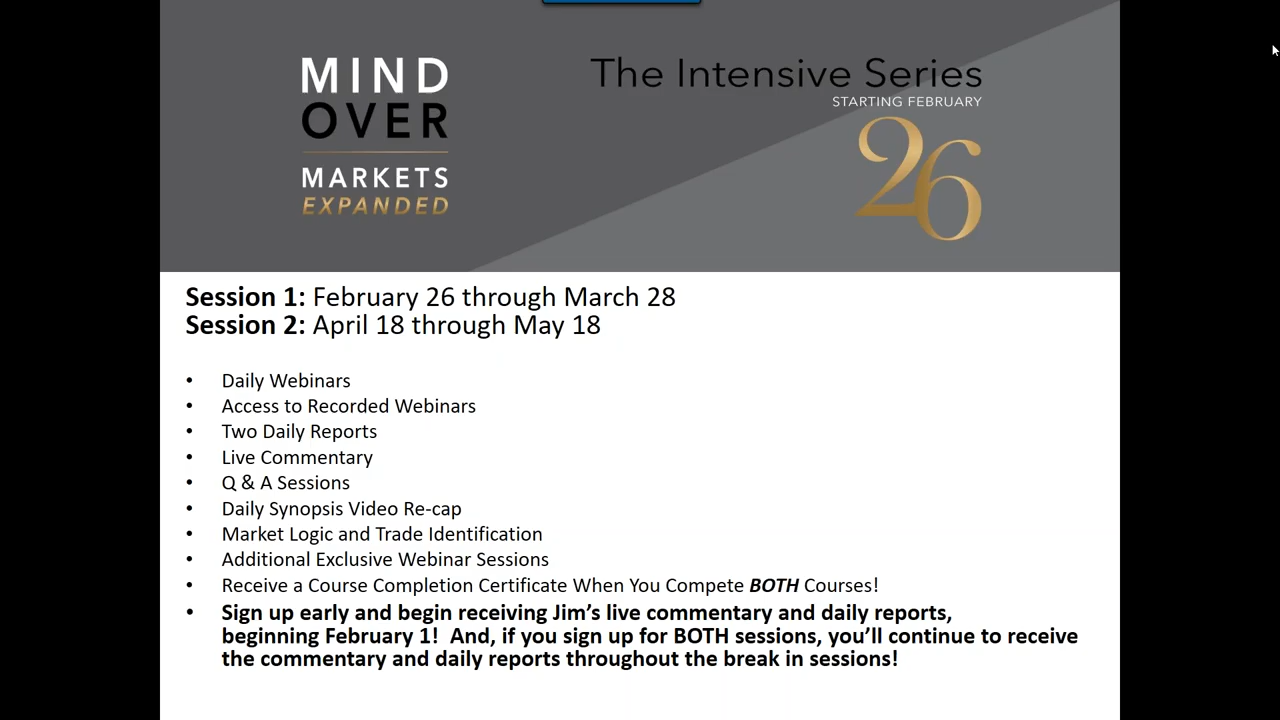 MIND
OVER
MARKETS
EXPANDED
The Intensive Series
STARTING FEBRUARY
26
Session 1: February 26 through March 28
Session 2: April 18 through May 18
• Daily Webinars
• Access to Recorded Webinars
• Two Daily Reports
• Live Commentary
• Q & A Sessions
• Daily Synopsis Video Re-cap
• Market Logic and Trade Identification
• Additional Exclusive Webinar Sessions
• Receive a Course Completion Certificate When You Compete BOTH Courses!
• Sign up early and begin receiving Jim’s live commentary and daily reports,
beginning February 1!  And, if you sign up for BOTH sessions, you’ll continue to receive
the commentary and daily reports throughout the break in sessions!